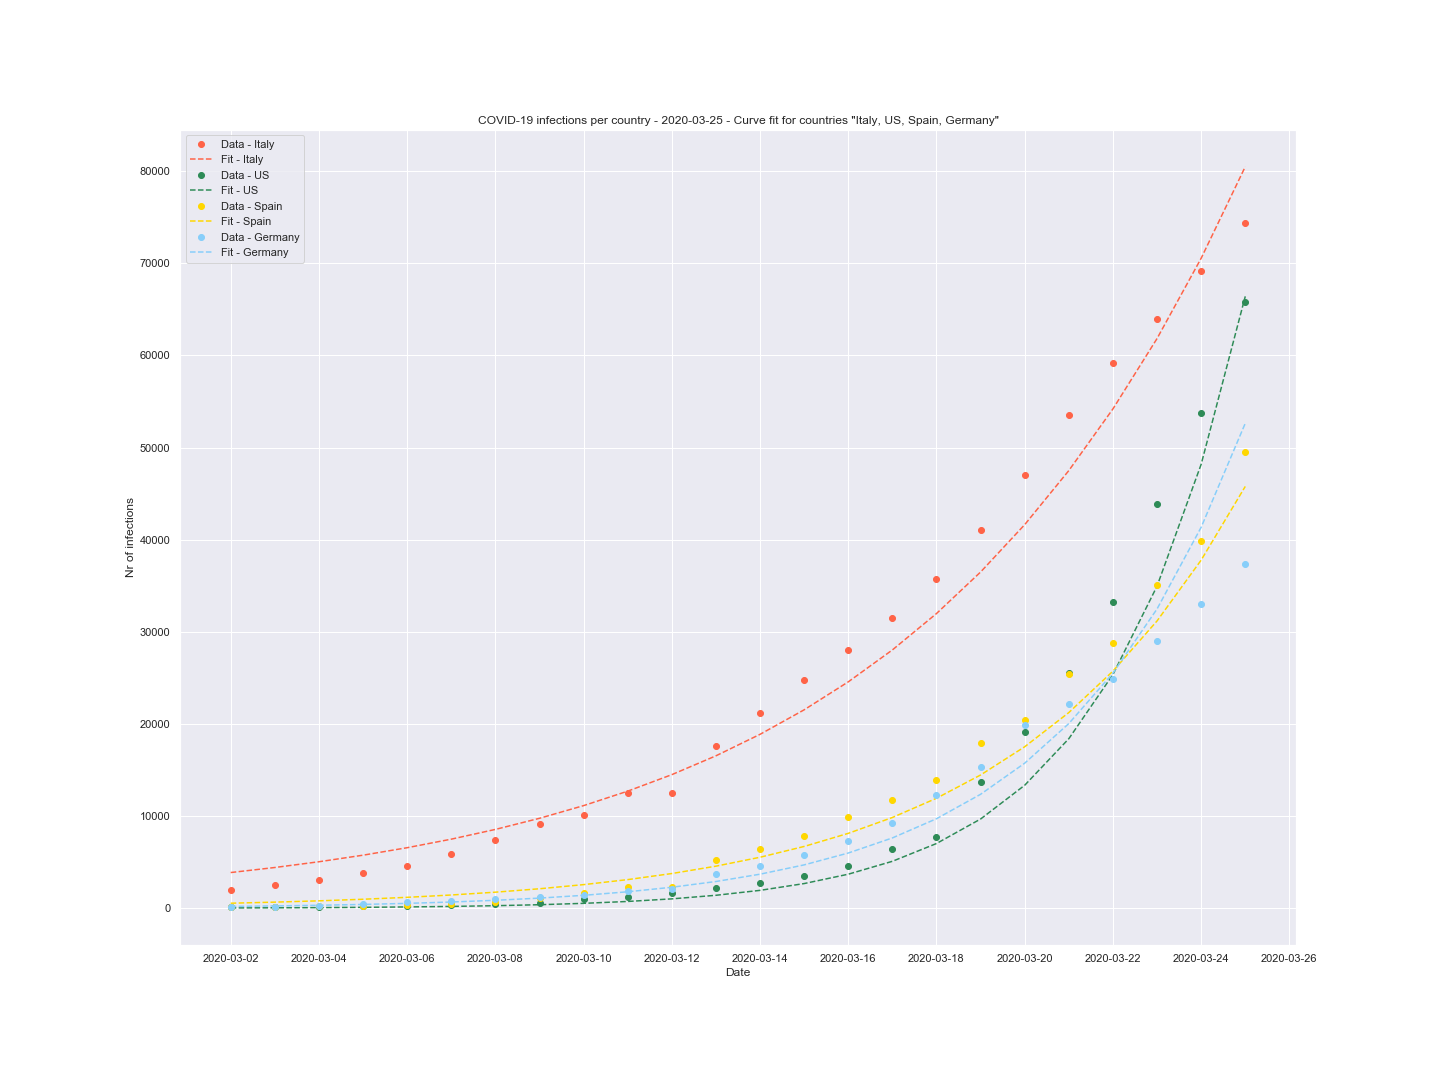 COVID-19 infections per country - 2020-03-25 - Curve fit for countries "Italy, US, Spain, Germany"
Data - Italy
Fit - Italy
Data - US
Fit - US
Data - Spain
Fit - Spain
Data - Germany
Fit - Germany
80000
70000
60000
50000
40000
30000
20000
10000
0
Nr of infections
2020-03-02 2020-03-04 2020-03-06 2020-03-08 2020-03-10 2020-03-12 2020-03-14 2020-03-16 2020-03-18 2020-03-20 2020-03-22 2020-03-24 2020-03-26
Date